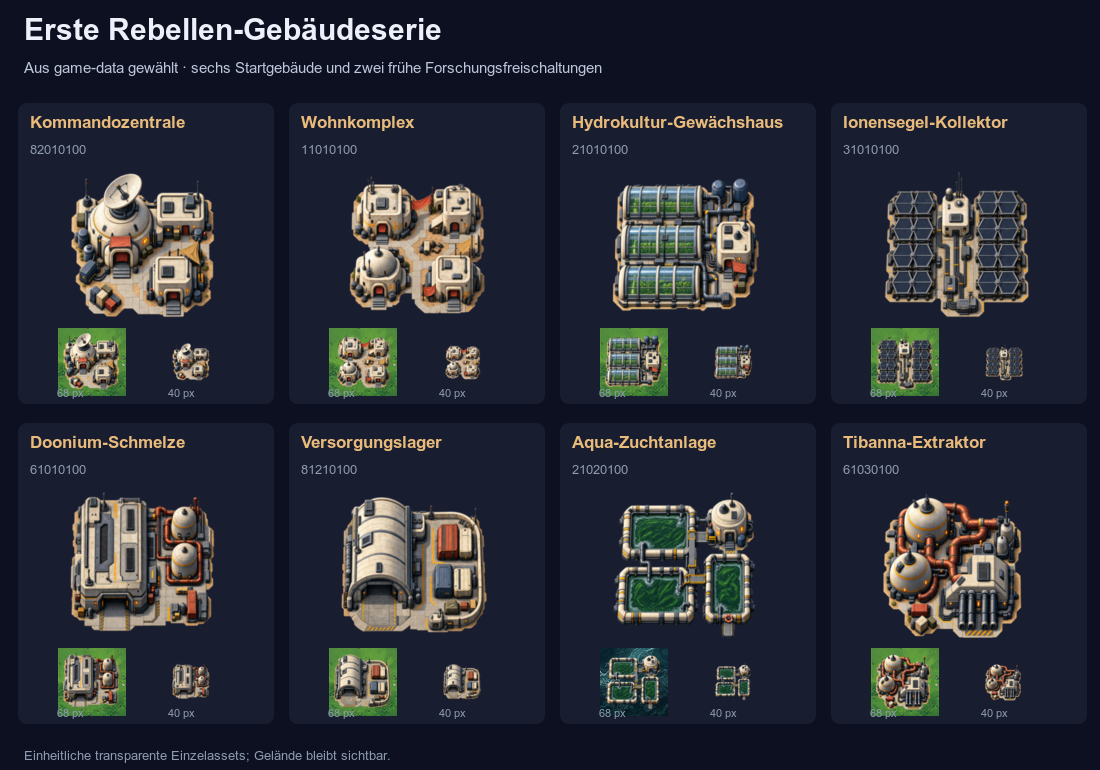 Erste Rebellen-Gebäudeserie
Aus game-data gewählt · sechs Startgebäude und zwei frühe Forschungsfreischaltungen
Kommandozentrale
82010100
68 px
40 px
Wohnkomplex
11010100
68 px
40 px
Hydrokultur-Gewächshaus
21010100
68 px
40 px
Ionensegel-Kollektor
31010100
68 px
40 px
Doonium-Schmelze
61010100
68 px
40 px
Versorgungslager
81210100
68 px
40 px
Aqua-Zuchtanlage
21020100
68 px
40 px
Tibanna-Extraktor
61030100
68 px
40 px
Einheitliche transparente Einzelassets; Gelände bleibt sichtbar.